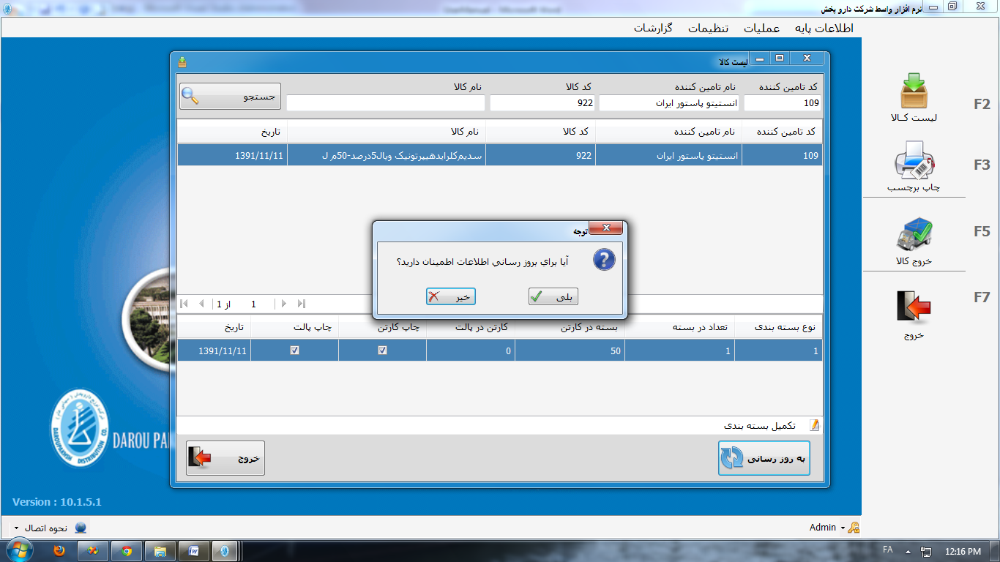 نرم افزار واسط شرکت دارو پخش
اطلاعات پایه عملیات تنظیمات گزارشات
لیست کالا
کد تامین کننده نام تامین کننده کد کالا نام کالا
109 انستیتو پاستور ایران 922 جستجو
کد تامین کننده نام تامین کننده کد کالا نام کالا تاریخ
109 انستیتو پاستور ایران 922 سدیم‌کلرایدهیپرتونیک ویال5درصد-50م ل 1391/11/11
توجه
آیا براي بروز رساني اطلاعات اطمینان دارید؟
بلی خیر
1 از 1
نوع بسته بندی تعداد در بسته بسته در کارتن کارتن در پالت چاپ کارتن چاپ پالت تاریخ
1 1 50 0 1391/11/11
تکمیل بسته بندی
به روز رسانی خروج
F2 لیست کـالا
F3 چاپ برچسب
F5 خروج کالا
F7 خروج
DAROUPAKHSH DISTRIBUTION CO.
DAROU PA
Version : 10.1.5.1
Admin نحوه اتصال
FA 12:16 PM